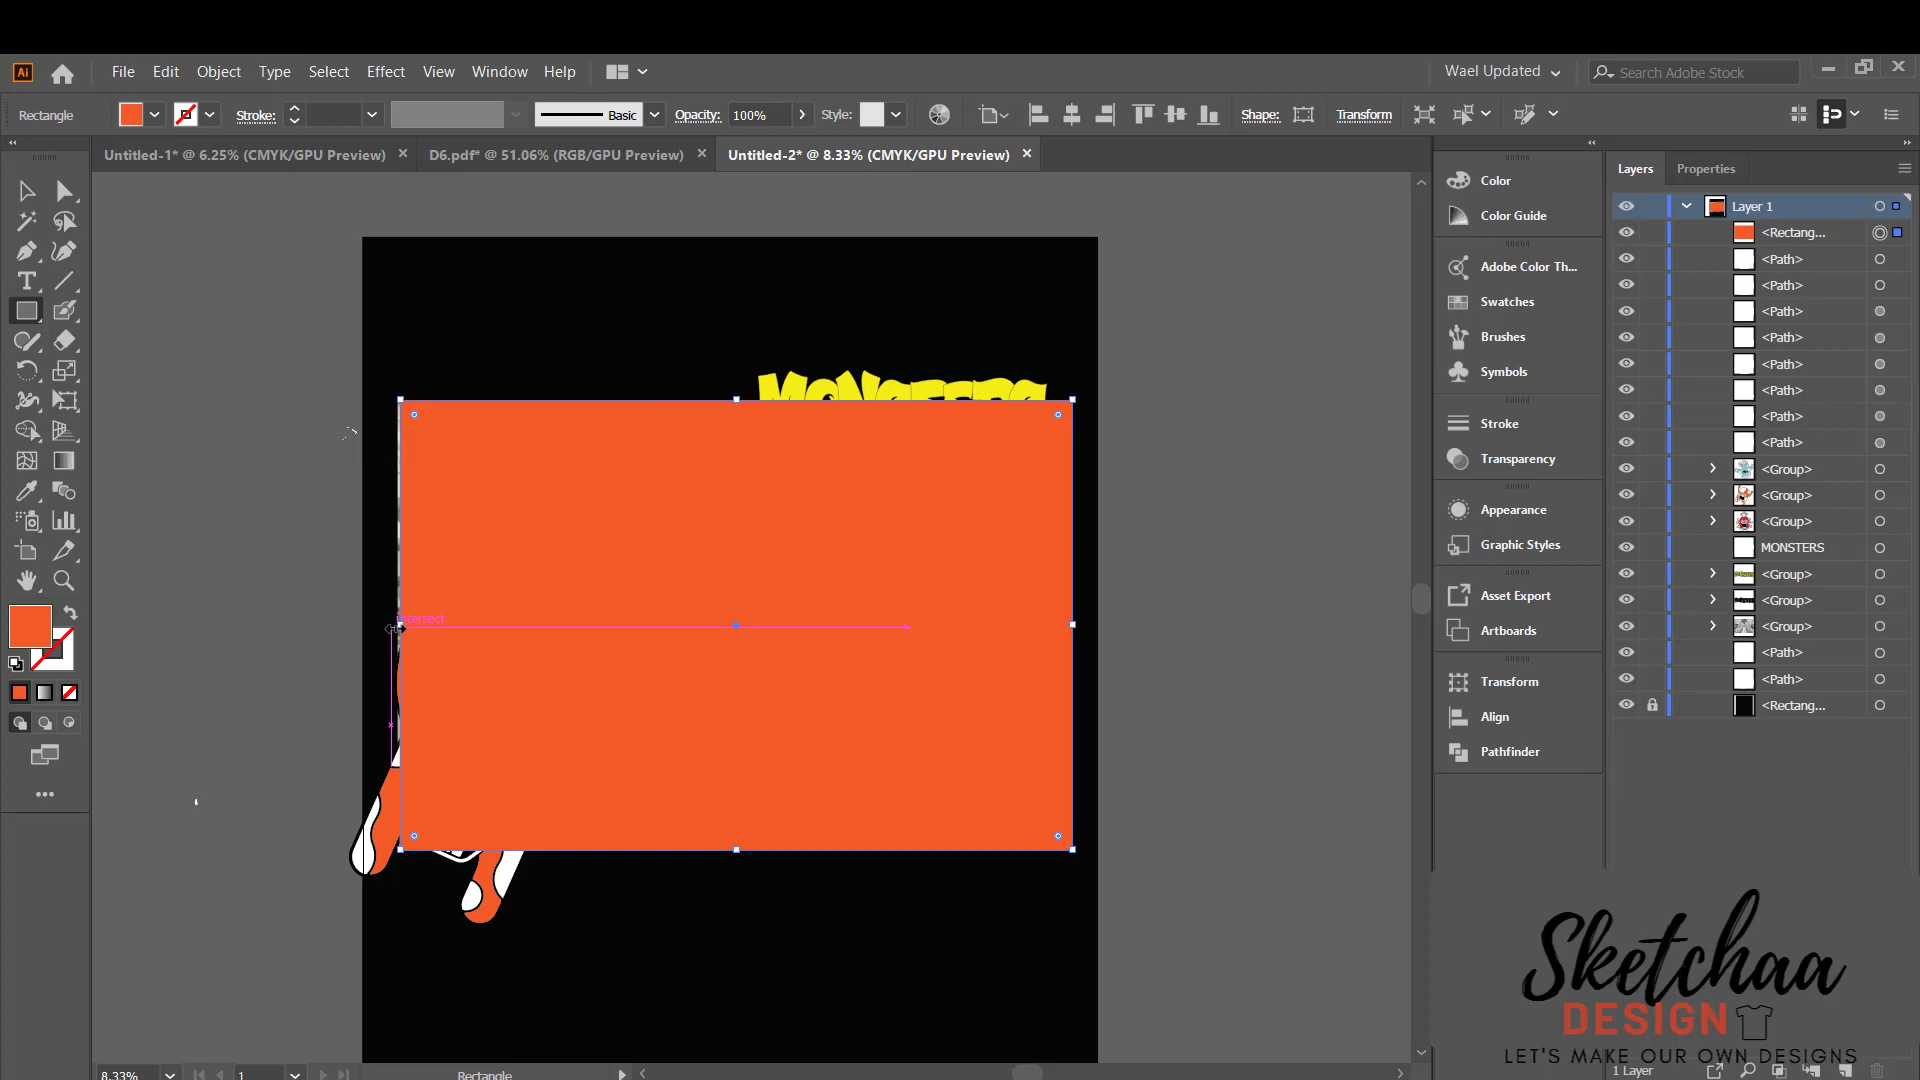 Ai File Edit Object Type Select Effect View Window Help Wael Updated Search Adobe Stock
Rectangle Stroke: Basic Opacity: 100% Style: Shape: Transform
Untitled-1* @ 6.25% (CMYK/GPU Preview) D6.pdf* @ 51.06% (RGB/GPU Preview) Untitled-2* @ 8.33% (CMYK/GPU Preview)
Layers Properties
Color
Color Guide
Adobe Color Th...
Swatches
Brushes
Symbols
Stroke
Transparency
Appearance
Graphic Styles
Asset Export
Artboards
Transform
Align
Pathfinder
Layer 1
<Rectang...
<Path>
<Path>
<Path>
<Path>
<Path>
<Path>
<Path>
<Path>
<Group>
<Group>
<Group>
MONSTERS
<Group>
<Group>
<Group>
<Path>
<Path>
<Rectang...
MONSTERS
Sketchaa
DESIGN
LET'S MAKE OUR OWN DESIGNS
8.33% 1 Rectangle 1 Layer